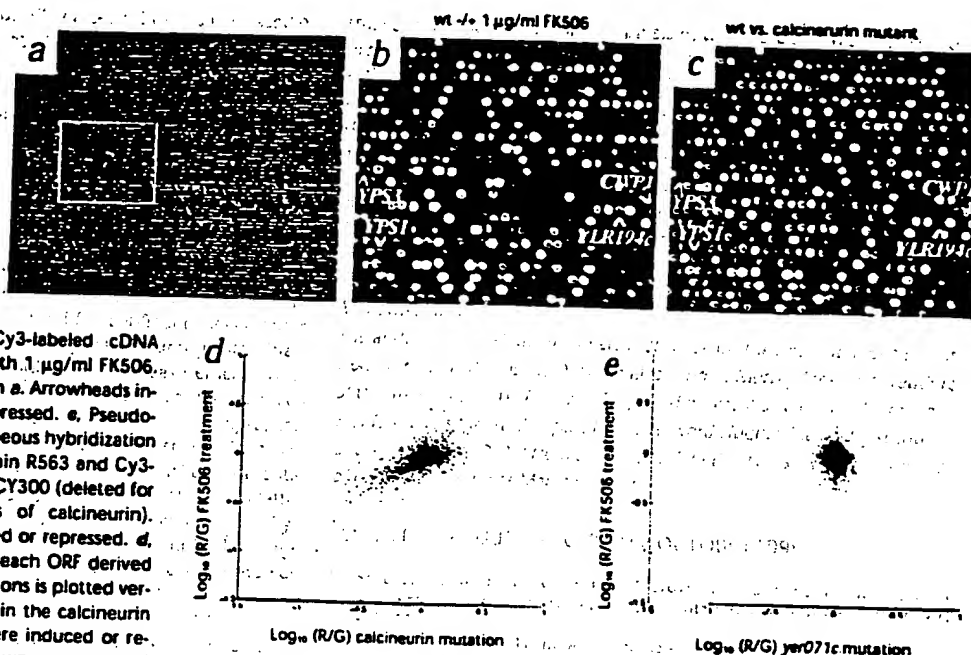 wt -/+ 1 µg/ml FK506
wt vs. calcineurin mutant
a
b
c
CWP1
YPS3
YPS1
YLR194c
CWP1
YPS3
YPS1
YLR194c
Cy3-labeled cDNA
th 1 µg/ml FK506.
n a. Arrowheads in-
pressed. e, Pseudo-
eous hybridization
in R563 and Cy3-
CY300 (deleted for
s of calcineurin).
ed or repressed. d,
each ORF derived
ons is plotted ver-
in the calcineurin
ere induced or re-
d
Log₁₀ (R/G) FK506 treatment
Log₁₀ (R/G) calcineurin mutation
e
Log₁₀ (R/G) FK506 treatment
Log₁₀ (R/G) yer071c mutation